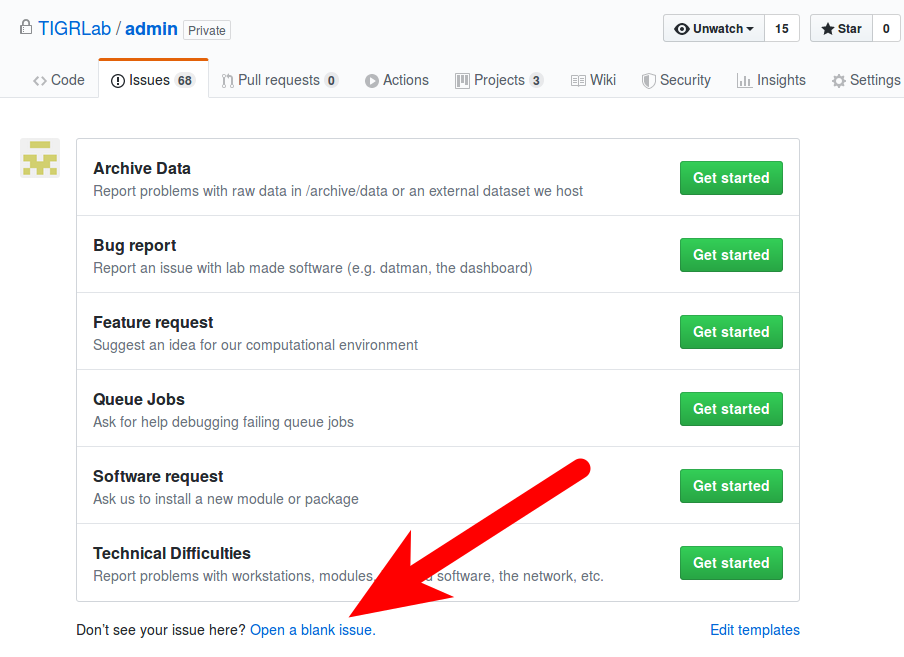 TIGRLab / admin Private
Unwatch 15 Star 0
Code Issues 68 Pull requests 0 Actions Projects 3 Wiki Security Insights Settings
Archive Data
Report problems with raw data in /archive/data or an external dataset we host
Get started
Bug report
Report an issue with lab made software (e.g. datman, the dashboard)
Get started
Feature request
Suggest an idea for our computational environment
Get started
Queue Jobs
Ask for help debugging failing queue jobs
Get started
Software request
Ask us to install a new module or package
Get started
Technical Difficulties
Report problems with workstations, modules, software, the network, etc.
Get started
Don’t see your issue here? Open a blank issue.
Edit templates